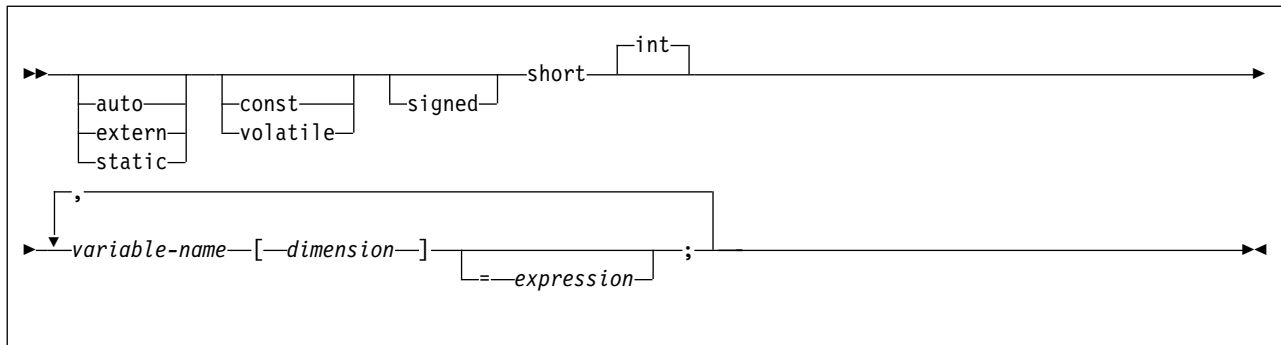 int
short
auto const signed
extern volatile
static
,
variable-name [ dimension ] ;
= expression